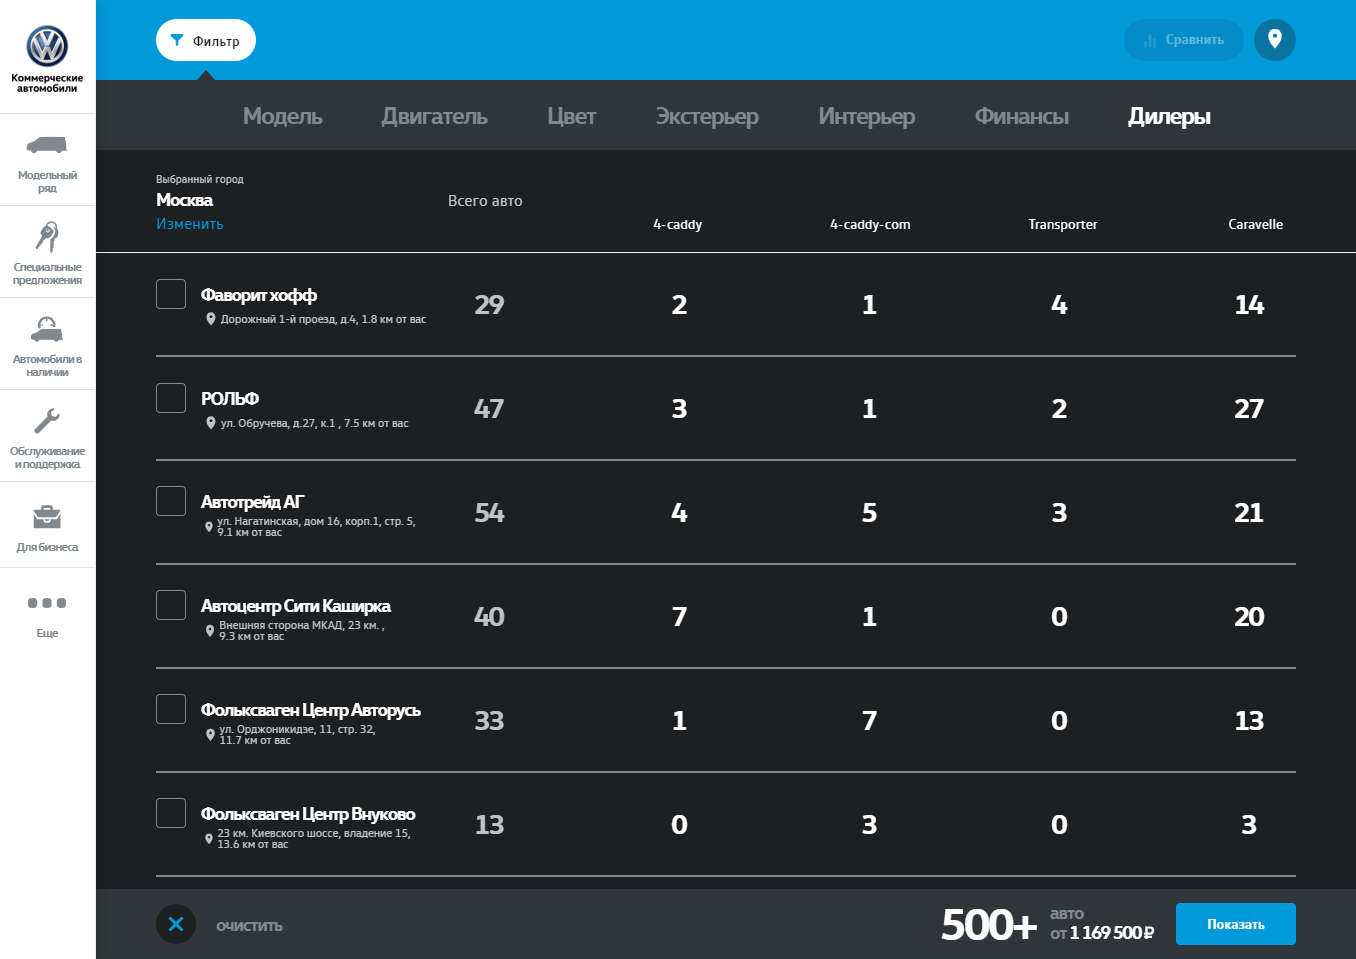 Коммерческие
автомобили
Модельный
ряд
Специальные
предложения
Автомобили в
наличии
Обслуживание
и поддержка
Для бизнеса
Еще
Фильтр
Сравнить
Модель
Двигатель
Цвет
Экстерьер
Интерьер
Финансы
Дилеры
Выбранный город
Москва
Изменить
Всего авто
4-caddy
4-caddy-com
Transporter
Caravelle
Фаворит хофф
Дорожный 1-й проезд, д.4, 1.8 км от вас
29
2
1
4
14
РОЛЬФ
ул. Обручева, д.27, к.1 , 7.5 км от вас
47
3
1
2
27
Автотрейд АГ
ул. Нагатинская, дом 16, корп.1, стр. 5,
9.1 км от вас
54
4
5
3
21
Автоцентр Сити Каширка
Внешняя сторона МКАД, 23 км. ,
9.3 км от вас
40
7
1
0
20
Фольксваген Центр Авторусь
ул. Орджоникидзе, 11, стр. 32,
11.7 км от вас
33
1
7
0
13
Фольксваген Центр Внуково
23 км. Киевского шоссе, владение 15,
13.6 км от вас
13
0
3
0
3
очистить
500+
авто
от 1 169 500 ₽
Показать